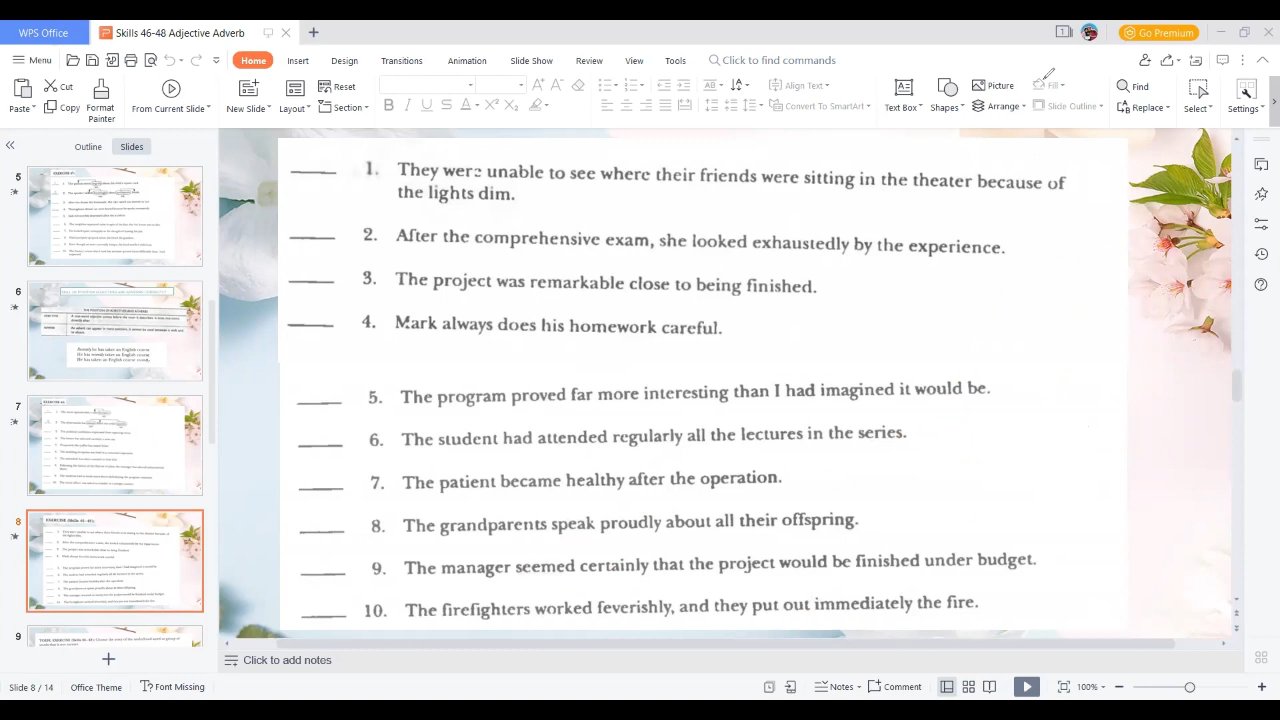 WPS Office
Skills 46-48 Adjective Adverb
Go Premium
Menu
Home
Insert
Design
Transitions
Animation
Slide Show
Review
View
Tools
Click to find commands
Paste
Cut
Copy
Format Painter
From Current Slide
New Slide
Layout
Reset
Section
B I U S A X² X₂
Align Text
Convert To SmartArt
Text Box
Shapes
Picture
Arrange
Fill
Slide Outline
Find
Replace
Select
Settings
Outline
Slides
5
6
7
8
9
1. They were unable to see where their friends were sitting in the theater because of
the lights dim.
2. After the comprehensive exam, she looked exhaustedly by the experience.
3. The project was remarkable close to being finished.
4. Mark always does his homework careful.
5. The program proved far more interesting than I had imagined it would be.
6. The student had attended regularly all the lectures in the series.
7. The patient became healthy after the operation.
8. The grandparents speak proudly about all their offspring.
9. The manager seemed certainly that the project would be finished under budget.
10. The firefighters worked feverishly, and they put out immediately the fire.
Click to add notes
Slide 8 / 14
Office Theme
Font Missing
Notes
Comment
100%